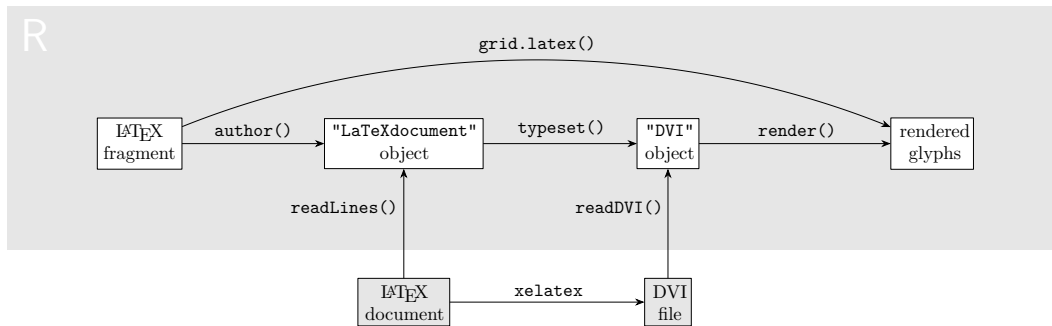 R
grid.latex()
LATEX
fragment
author()
"LaTeXdocument"
object
typeset()
"DVI"
object
render()
rendered
glyphs
readLines()
readDVI()
LATEX
document
xelatex
DVI
file